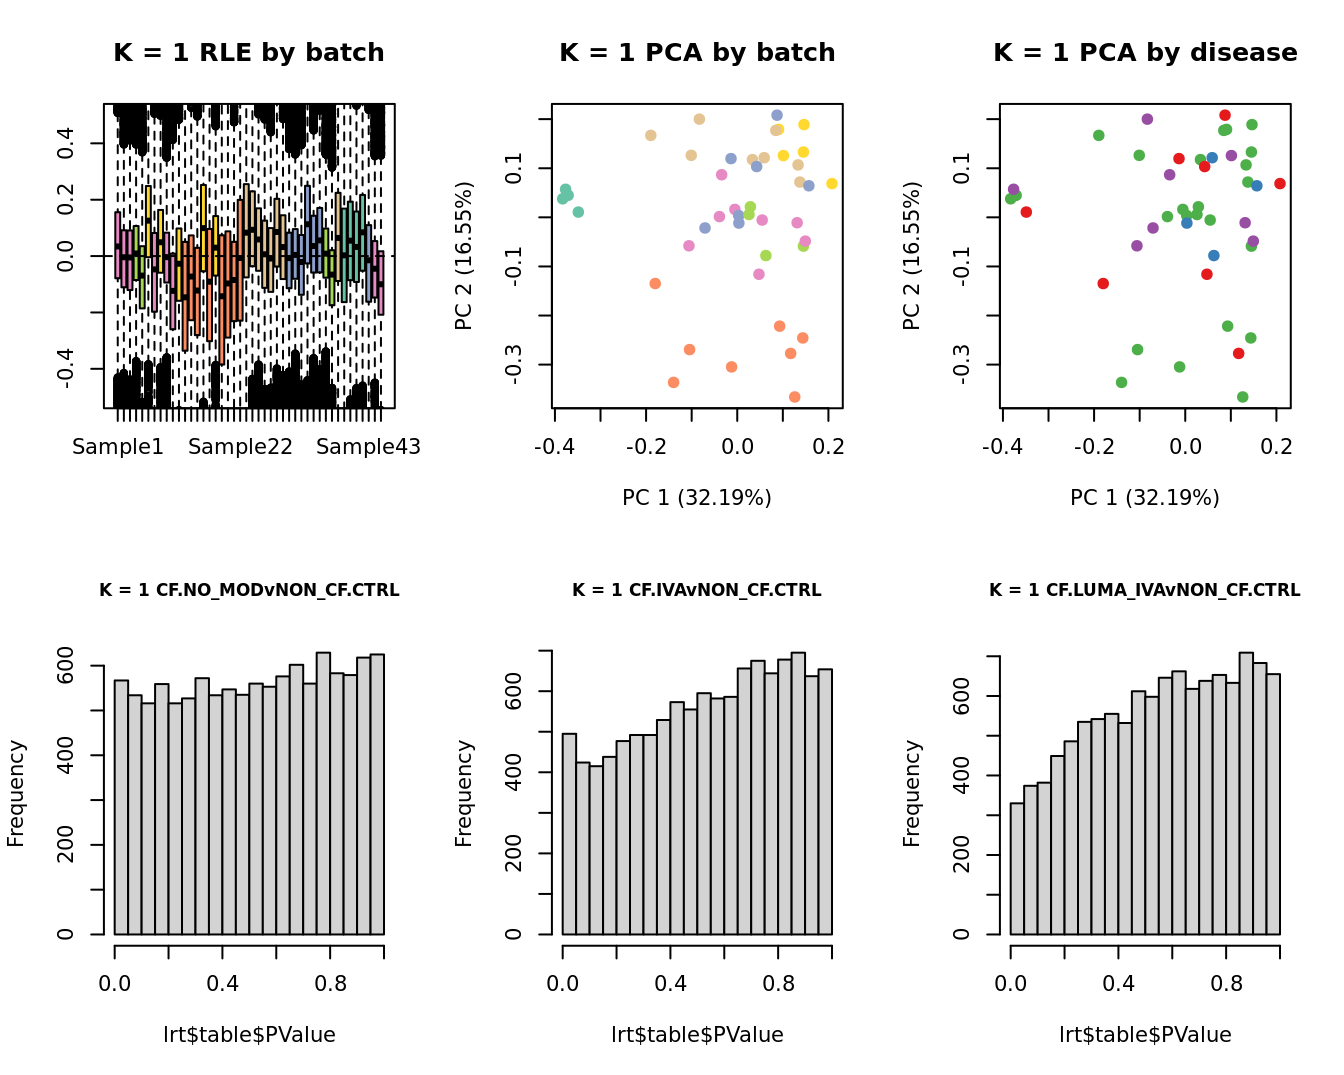 K = 1 RLE by batch
0.4
0.2
0.0
-0.4
Sample1 Sample22 Sample43
K = 1 PCA by batch
PC 2 (16.55%)
0.1
-0.1
-0.3
-0.4 -0.2 0.0 0.2
PC 1 (32.19%)
K = 1 PCA by disease
PC 2 (16.55%)
0.1
-0.1
-0.3
-0.4 -0.2 0.0 0.2
PC 1 (32.19%)
K = 1 CF.NO_MODvNON_CF.CTRL
Frequency
600
400
200
0
0.0 0.4 0.8
lrt$table$PValue
K = 1 CF.IVAvNON_CF.CTRL
Frequency
600
400
200
0
0.0 0.4 0.8
lrt$table$PValue
K = 1 CF.LUMA_IVAvNON_CF.CTRL
Frequency
600
400
200
0
0.0 0.4 0.8
lrt$table$PValue